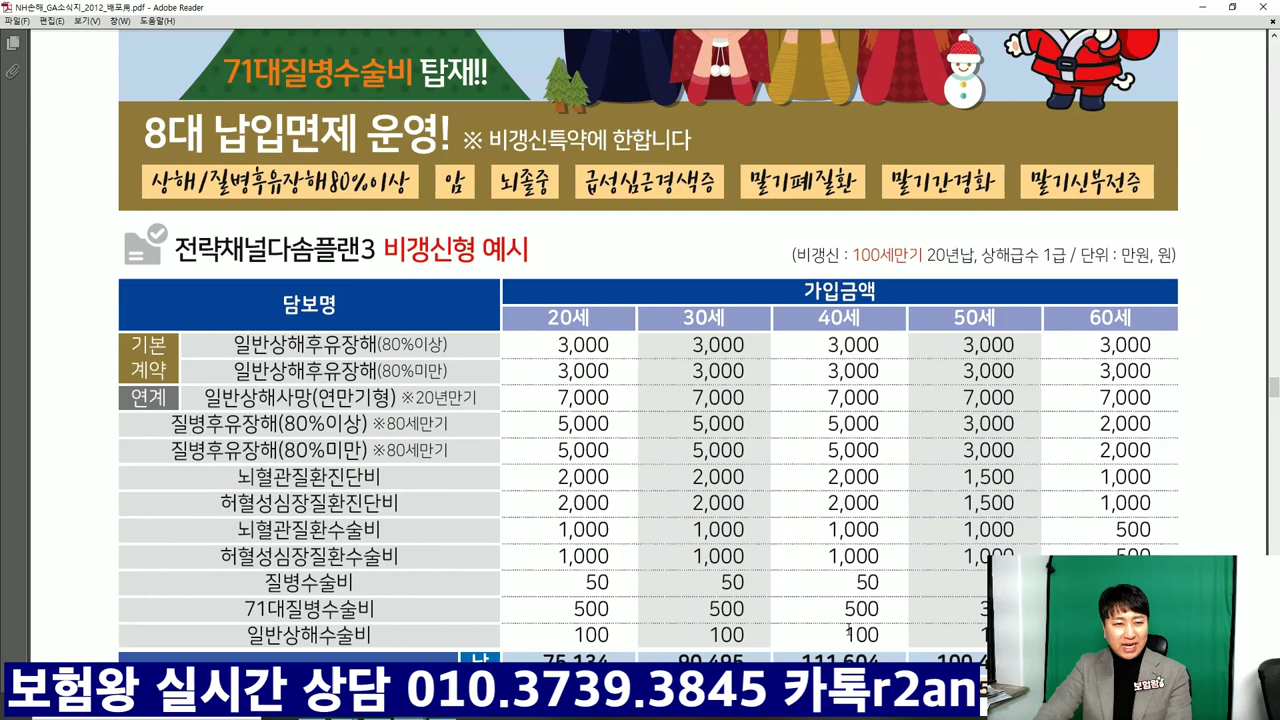 NH손해_GA소식지_2012_배포用.pdf - Adobe Reader
파일(F) 편집(E) 보기(V) 창(W) 도움말(H)
71대질병수술비 탑재!!
8대 납입면제 운영! ※ 비갱신특약에 한합니다
상해/질병후유장해80%이상 암 뇌졸중 급성심근경색증 말기폐질환 말기간경화 말기신부전증
전략채널다솜플랜3 비갱신형 예시 (비갱신 : 100세만기 20년납, 상해급수 1급 / 단위 : 만원, 원)
담보명 가입금액
20세 30세 40세 50세 60세
기본 계약 일반상해후유장해(80%이상) 3,000 3,000 3,000 3,000 3,000
일반상해후유장해(80%미만) 3,000 3,000 3,000 3,000 3,000
연계 일반상해사망(연만기형) ※20년만기 7,000 7,000 7,000 7,000 7,000
질병후유장해(80%이상) ※80세만기 5,000 5,000 5,000 3,000 2,000
질병후유장해(80%미만) ※80세만기 5,000 5,000 5,000 3,000 2,000
뇌혈관질환진단비 2,000 2,000 2,000 1,500 1,000
허혈성심장질환진단비 2,000 2,000 2,000 1,500 1,000
뇌혈관질환수술비 1,000 1,000 1,000 1,000 500
허혈성심장질환수술비 1,000 1,000 1,000
질병수술비 50 50 50
71대질병수술비 500 500 500
일반상해수술비 100 100 100
보험왕 실시간 상담 010.3739.3845 카톡r2an
보험왕